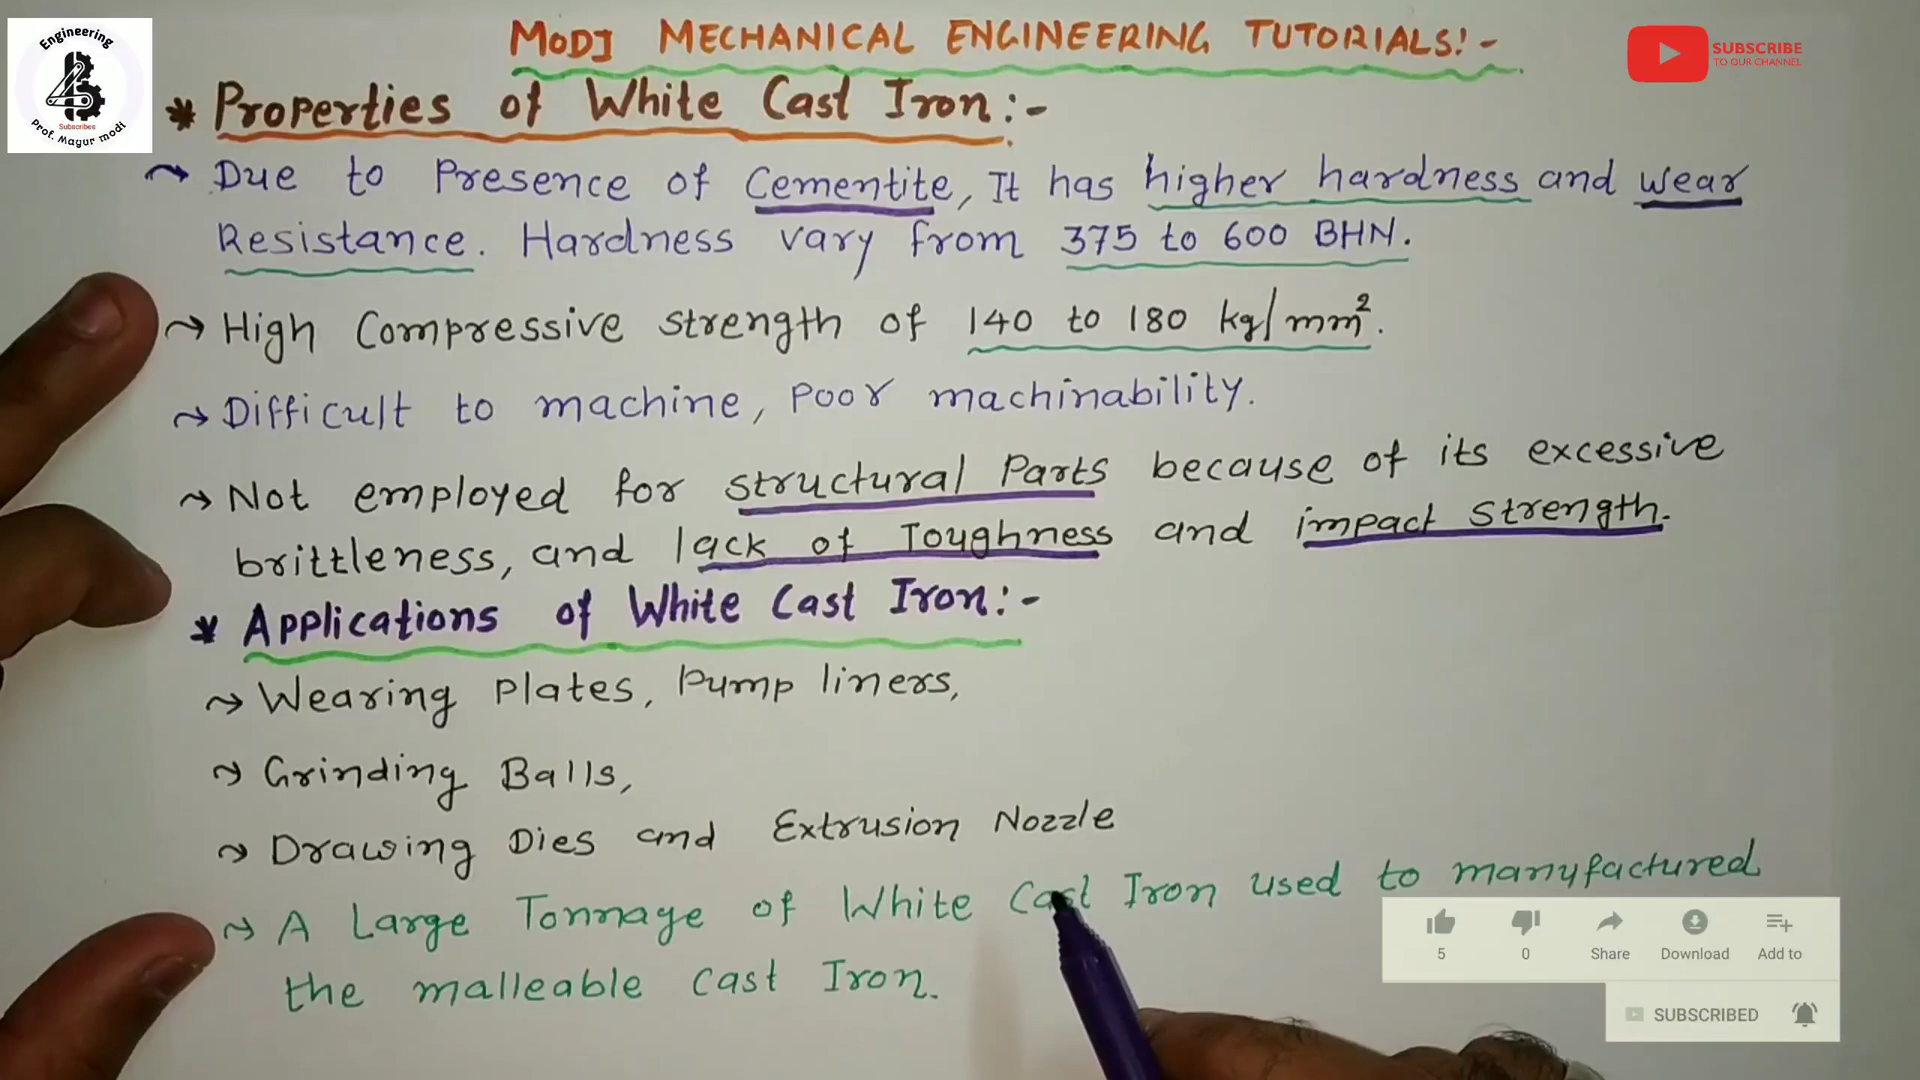 Engineering
Subscribes
Prof. Mayur modi
MODI MECHANICAL ENGINEERING TUTORIALS!-
SUBSCRIBE
TO OUR CHANNEL
* Properties of White Cast Iron:-
→ Due to Presence of Cementite, It has higher hardness and wear
Resistance. Hardness vary from 375 to 600 BHN.
→ High Compressive strength of 140 to 180 kg/mm².
→ Difficult to machine, Poor machinability.
→ Not employed for structural Parts because of its excessive
brittleness, and lack of Toughness and impact strength.
* Applications of White Cast Iron:-
→ Wearing Plates, Pump liners,
→ Grinding Balls,
→ Drawing Dies and Extrusion Nozzle
→ A Large Tonnage of White Cast Iron used to manufactured
the malleable cast Iron.
5 0 Share Download Add to
SUBSCRIBED